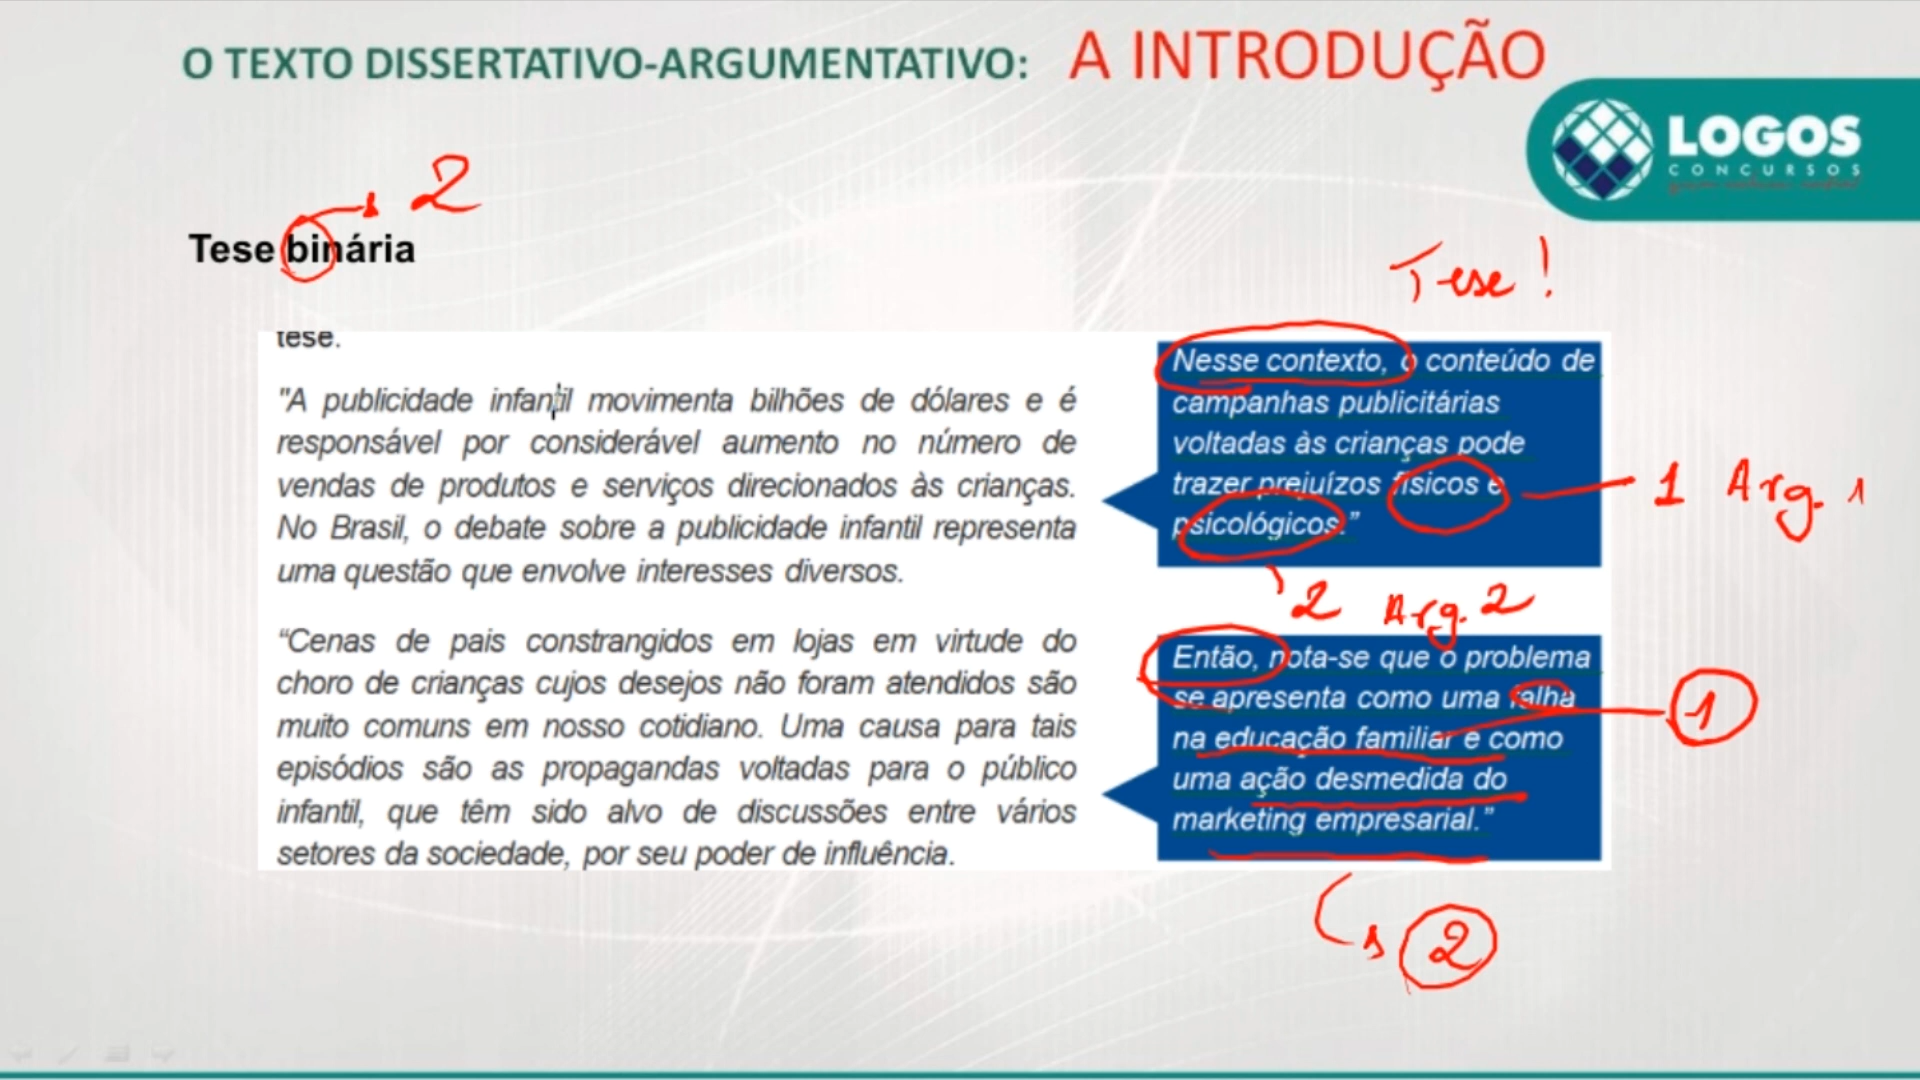 O TEXTO DISSERTATIVO-ARGUMENTATIVO: A INTRODUÇÃO
LOGOS
CONCURSOS
2
Tese binária
Tese!
tese.
"A publicidade infantil movimenta bilhões de dólares e é
responsável por considerável aumento no número de
vendas de produtos e serviços direcionados às crianças.
No Brasil, o debate sobre a publicidade infantil representa
uma questão que envolve interesses diversos.
Nesse contexto, o conteúdo de
campanhas publicitárias
voltadas às crianças pode
trazer prejuízos físicos e
psicológicos.”
1 Arg. 1
2 Arg. 2
“Cenas de pais constrangidos em lojas em virtude do
choro de crianças cujos desejos não foram atendidos são
muito comuns em nosso cotidiano. Uma causa para tais
episódios são as propagandas voltadas para o público
infantil, que têm sido alvo de discussões entre vários
setores da sociedade, por seu poder de influência.
Então, nota-se que o problema
se apresenta como uma falha
na educação familiar e como
uma ação desmedida do
marketing empresarial.”
1
2